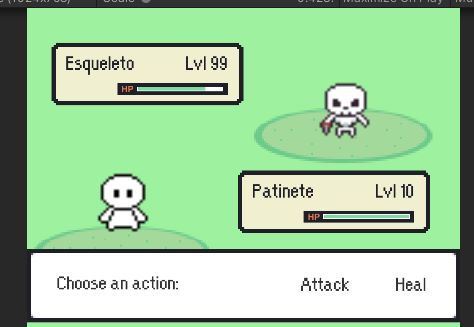 Esqueleto Lvl 99
HP
Patinete Lvl 10
HP
Choose an action: Attack Heal